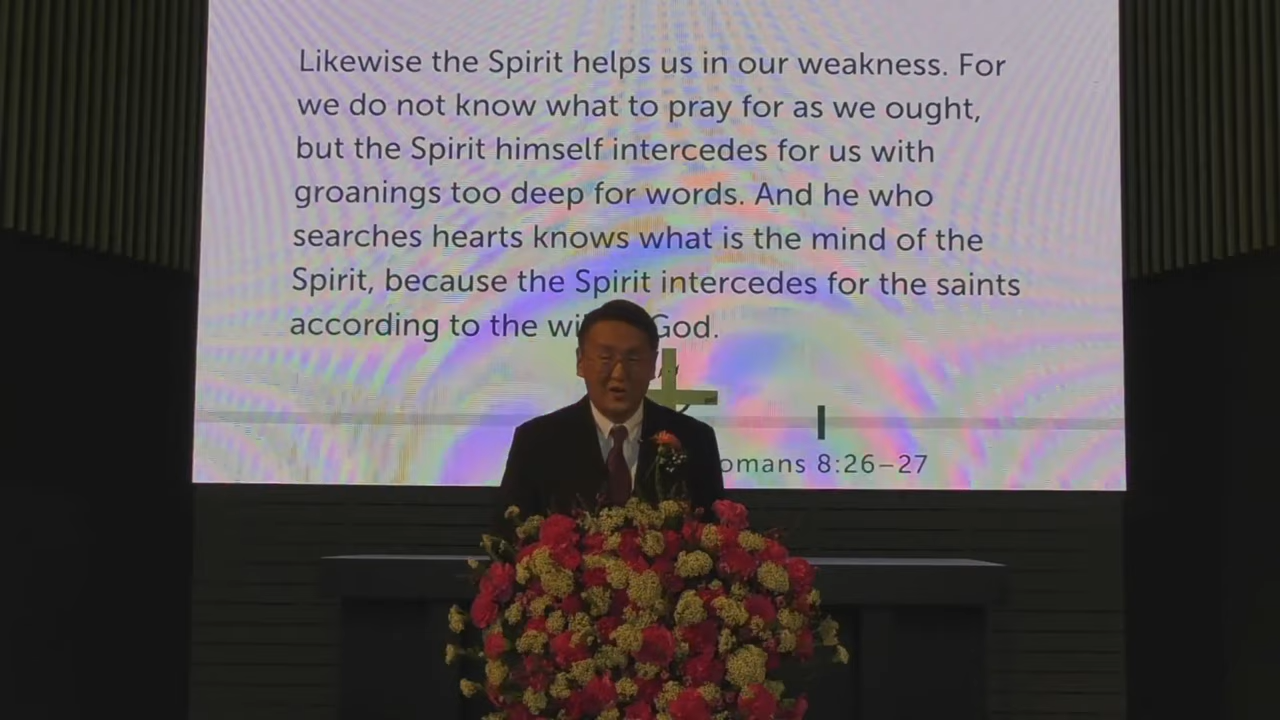 Likewise the Spirit helps us in our weakness. For
we do not know what to pray for as we ought,
but the Spirit himself intercedes for us with
groanings too deep for words. And he who
searches hearts knows what is the mind of the
Spirit, because the Spirit intercedes for the saints
according to the God.
8:26–27